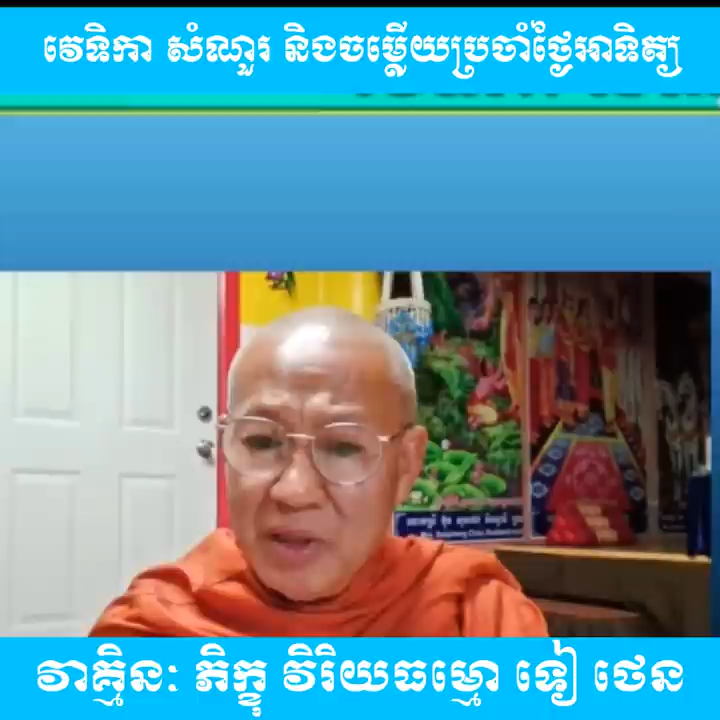 វេទិកា សំណួរ និងចម្លើយប្រចាំថ្ងៃអាទិត្យ
វាគ្មិនៈ ភិក្ខុ វិរិយធម្មោ ទៀ ថេន